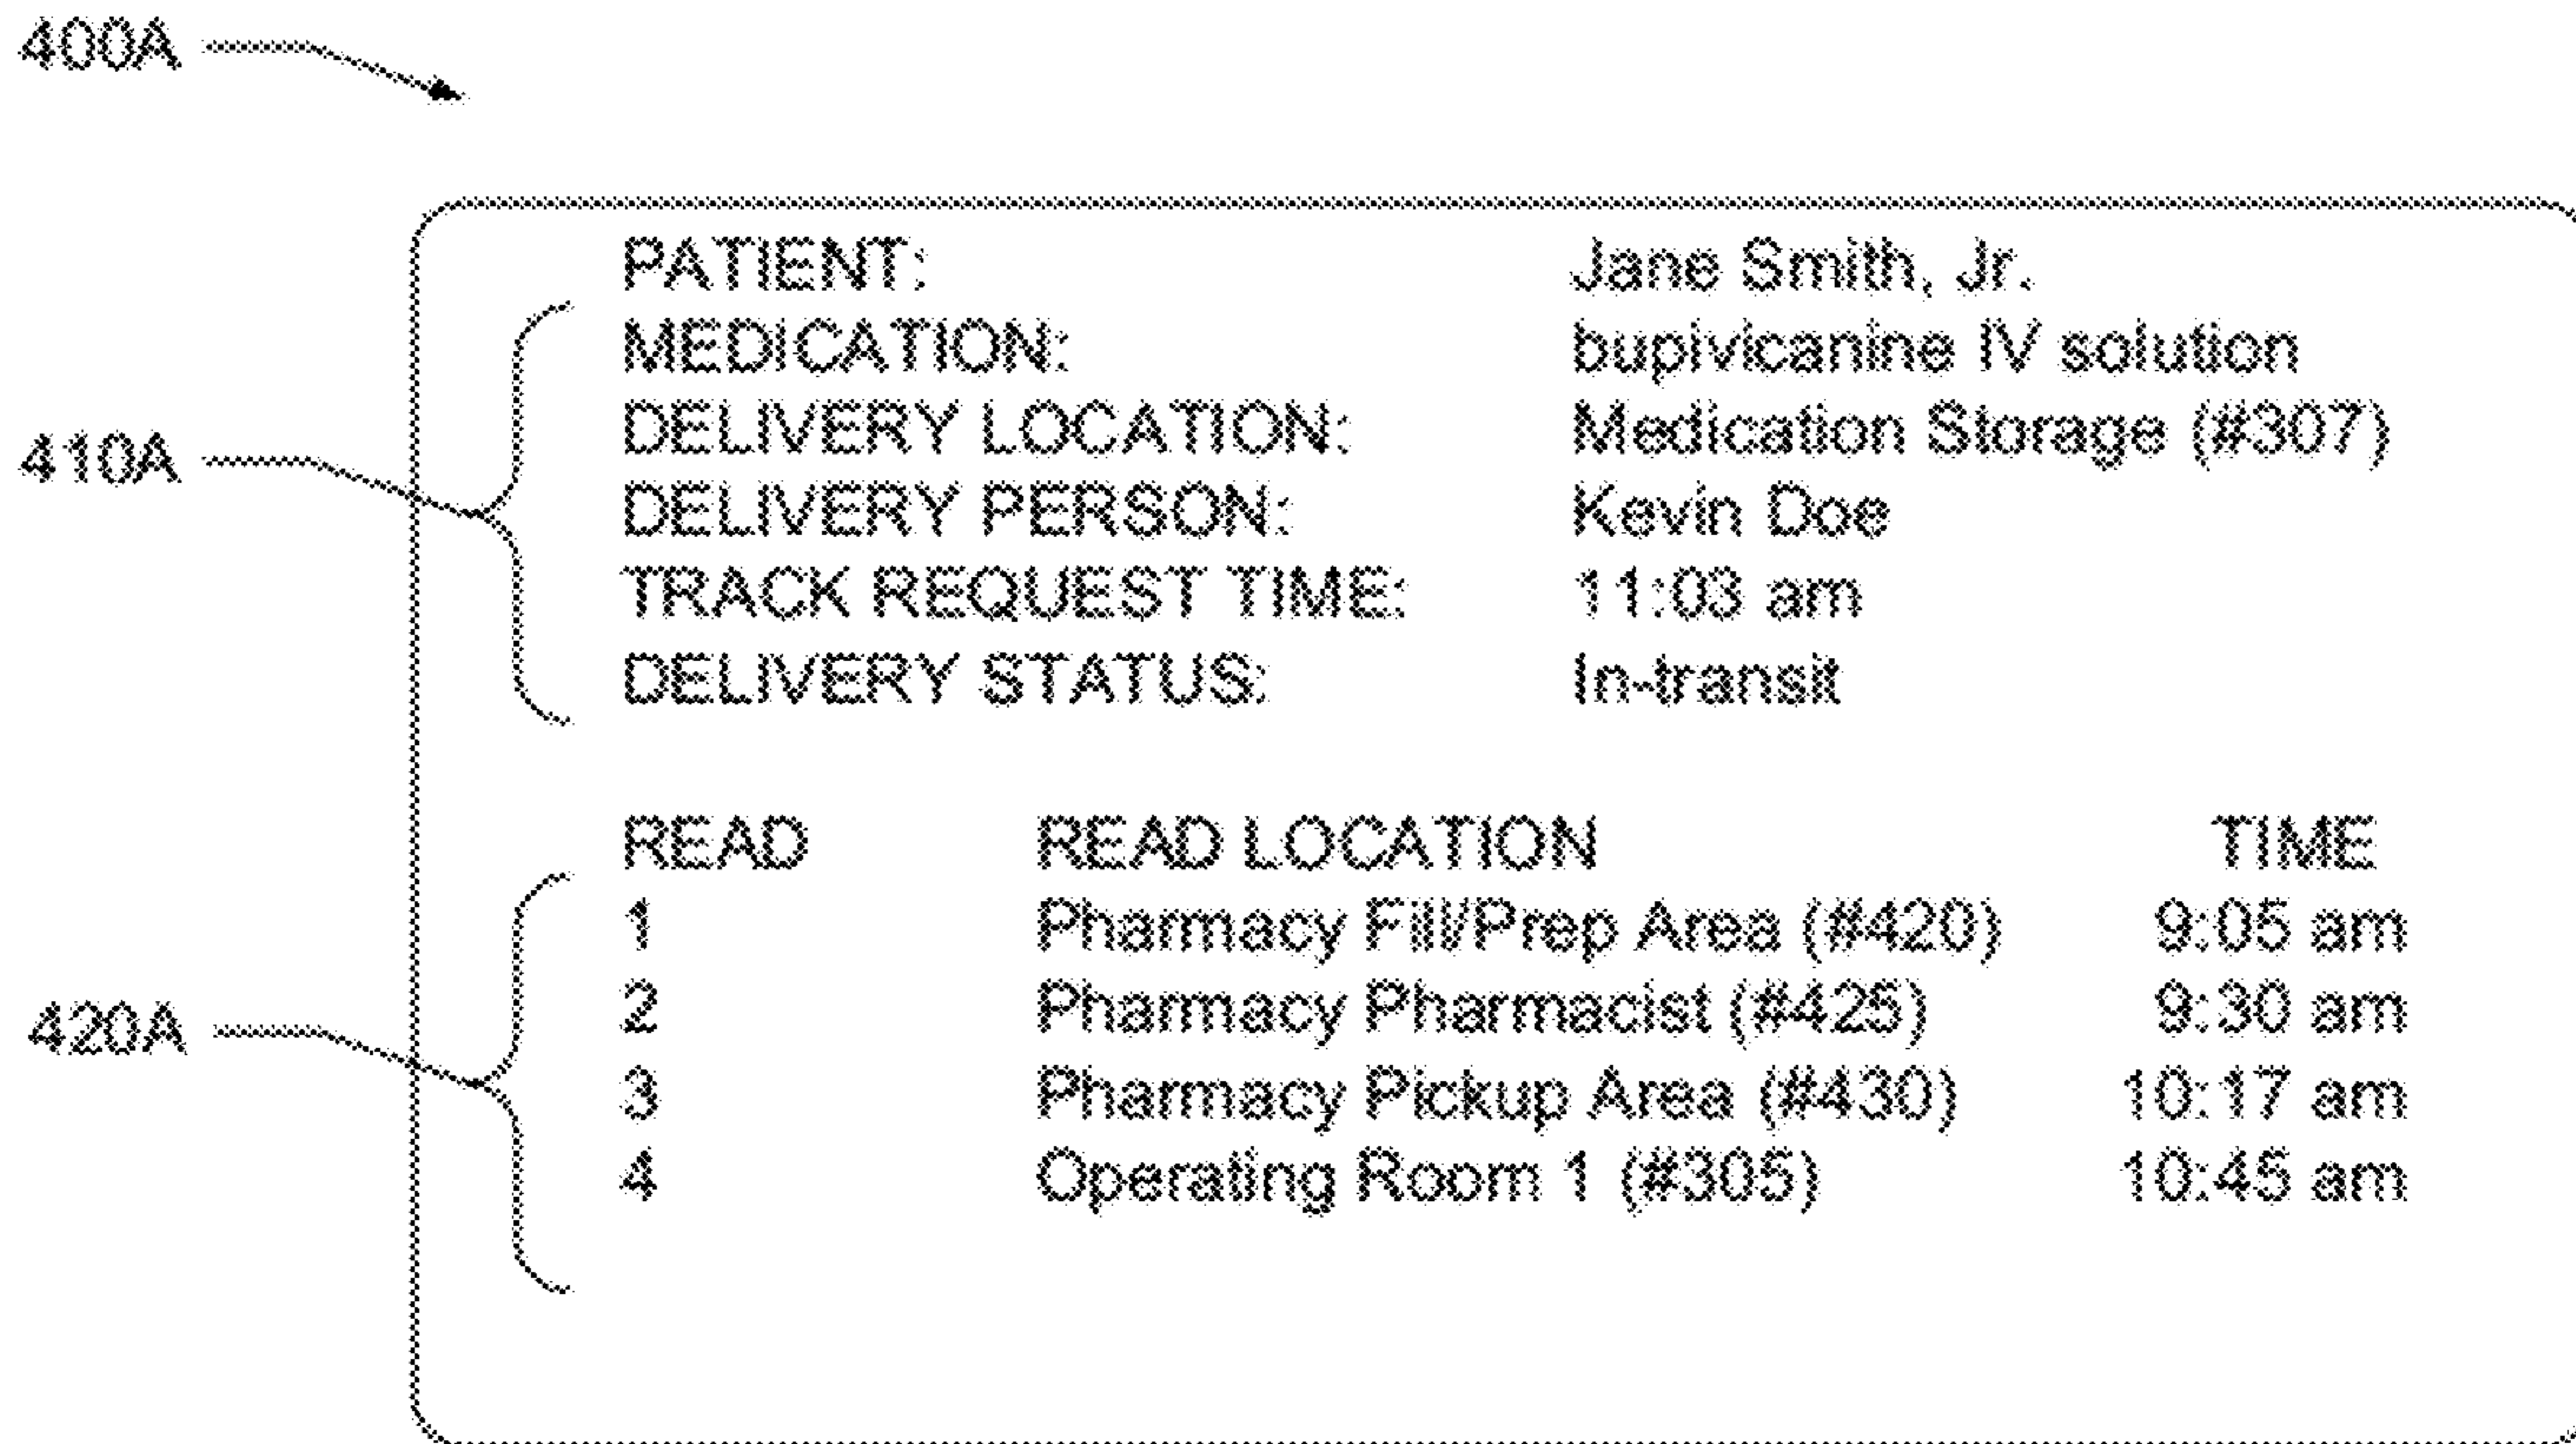 400A
PATIENT: Jane Smith, Jr.
MEDICATION: bupivicanine IV solution
DELIVERY LOCATION: Medication Storage (#307)
410A
DELIVERY PERSON: Kevin Doe
TRACK REQUEST TIME: 11:03 am
DELIVERY STATUS: In-transit
READ READ LOCATION TIME
1 Pharmacy Fill/Prep Area (#420) 9:05 am
2 Pharmacy Pharmacist (#425) 9:30 am
420A
3 Pharmacy Pickup Area (#430) 10:17 am
4 Operating Room 1 (#305) 10:45 am